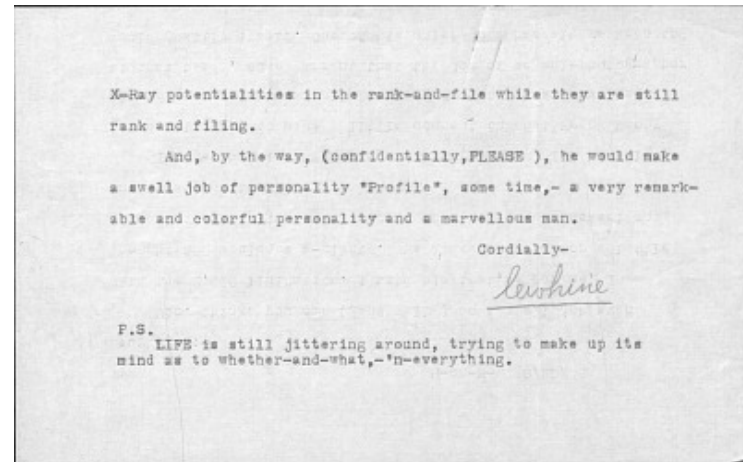 X-Ray potentialities in the rank-and-file while they are still
rank and filing.
And, by the way, (confidentially,PLEASE ), he would make
a swell job of personality "Profile", some time,- a very remark-
able and colorful personality and a marvellous man.
Cordially-
Lewhine
P.S.
LIFE is still jittering around, trying to make up its
mind as to whether-and-what,-'n-everything.